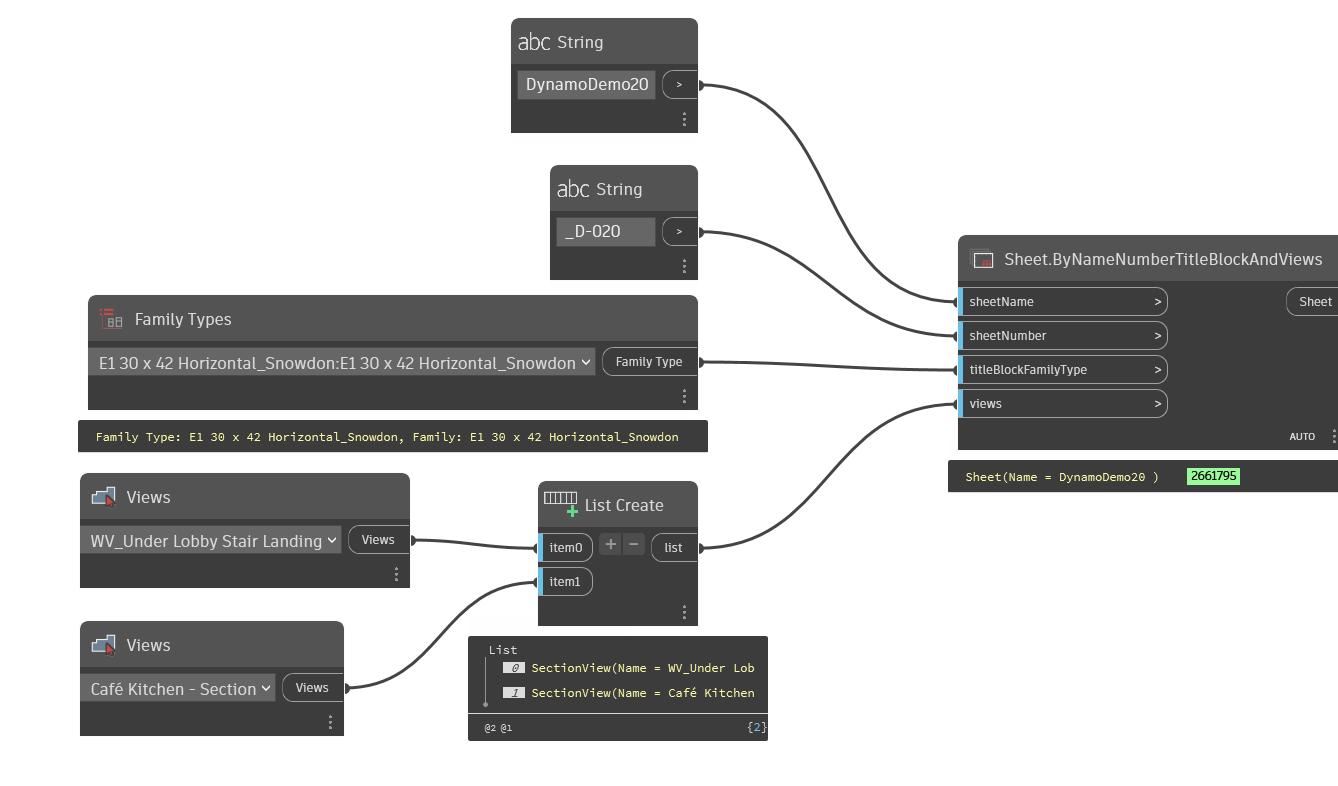 abc String
DynamoDemo20 >
abc String
_D-020 >
Sheet.ByNameNumberTitleBlockAndViews
sheetName > Sheet
sheetNumber >
titleBlockFamilyType >
views >
AUTO
Sheet(Name = DynamoDemo20 ) 2661795
Family Types
E1 30 x 42 Horizontal_Snowdon:E1 30 x 42 Horizontal_Snowdon Family Type
Family Type: E1 30 x 42 Horizontal_Snowdon, Family: E1 30 x 42 Horizontal_Snowdon
Views
WV_Under Lobby Stair Landing Views
List Create
item0 + − list
item1
Views
Café Kitchen - Section Views
List
0 SectionView(Name = WV_Under Lob
1 SectionView(Name = Café Kitchen
@2 @1 {2}